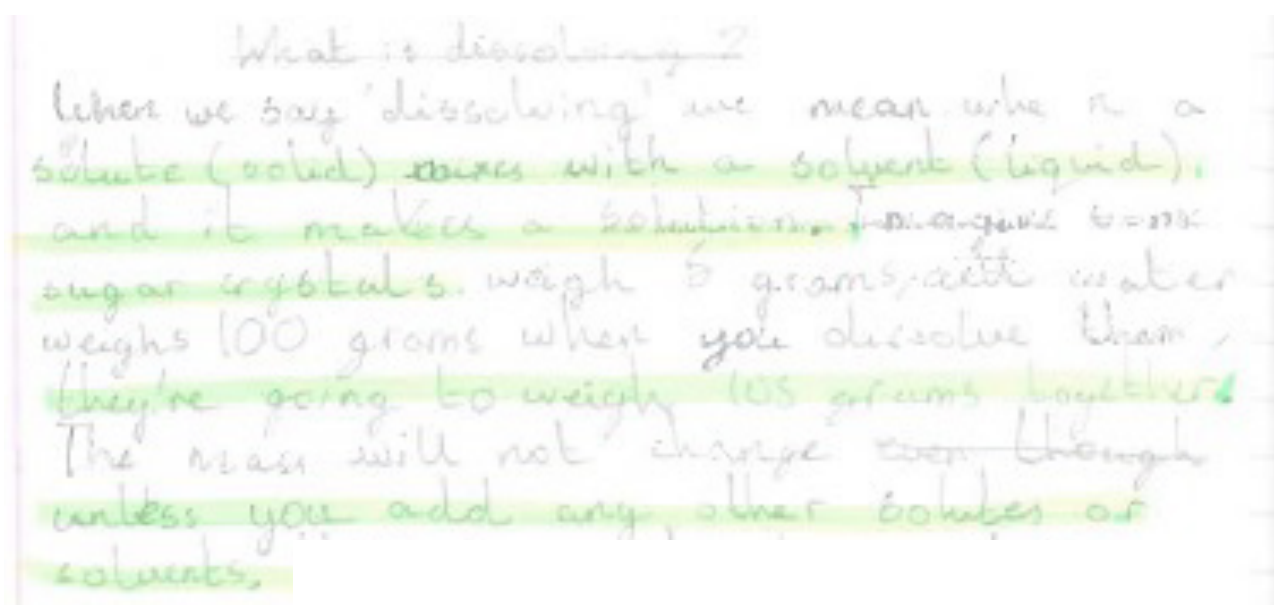 What is dissolving?
When we say 'dissolving' we mean when a
solute (solid) mixes with a solvent (liquid),
and it makes a solution. Imagine some
sugar crystals. weigh 5 grams, water
weighs 100 grams when you dissolve them,
they're going to weigh 105 grams together.
The mass will not change even though
unless you add any other solutes or
solvents.